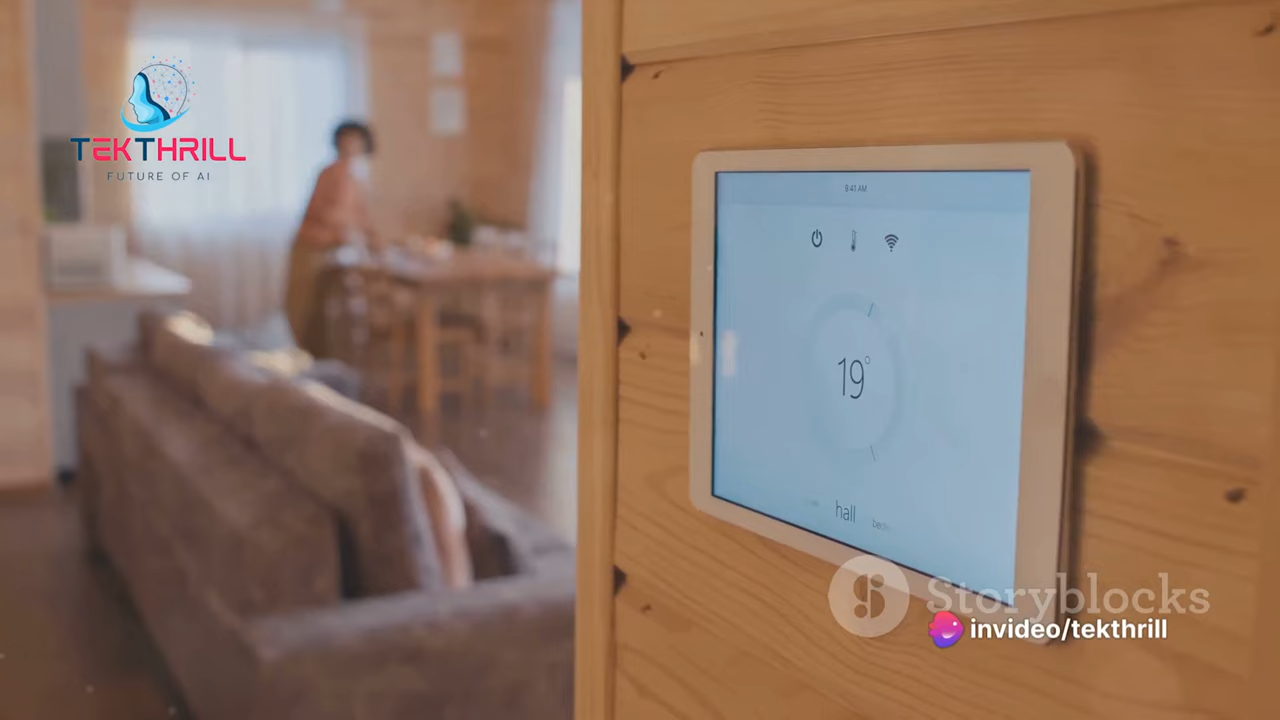 TEKTHRILL
FUTURE OF AI
9:41 AM
19°
hall
Storyblocks
invideo/tekthrill